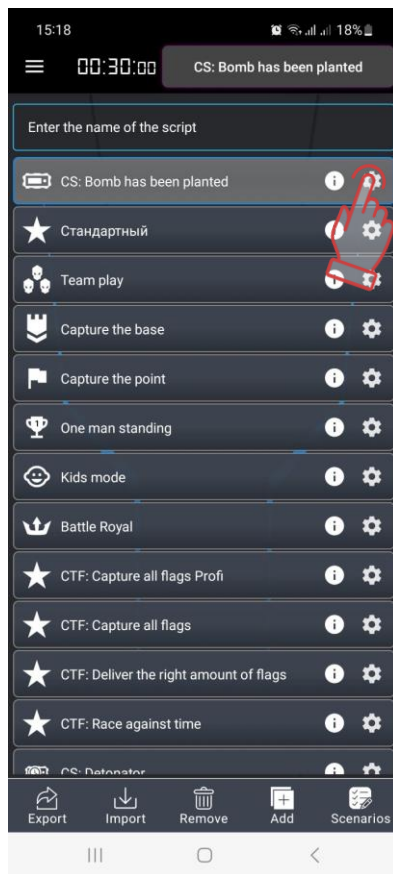 15:18
18%
00:30:00
CS: Bomb has been planted
Enter the name of the script
CS: Bomb has been planted
Стандартный
Team play
Capture the base
Capture the point
One man standing
Kids mode
Battle Royal
CTF: Capture all flags Profi
CTF: Capture all flags
CTF: Deliver the right amount of flags
CTF: Race against time
CS: Detonator
Export Import Remove Add Scenarios